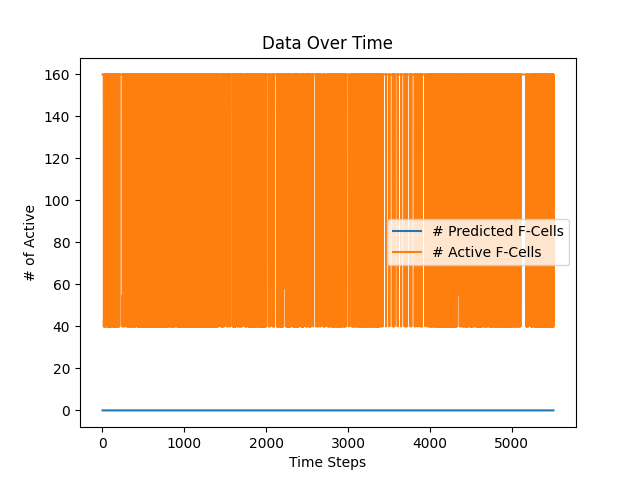 Data Over Time
160
140
120
100
80
60
40
20
0
# of Active
# Predicted F-Cells
# Active F-Cells
0 1000 2000 3000 4000 5000
Time Steps